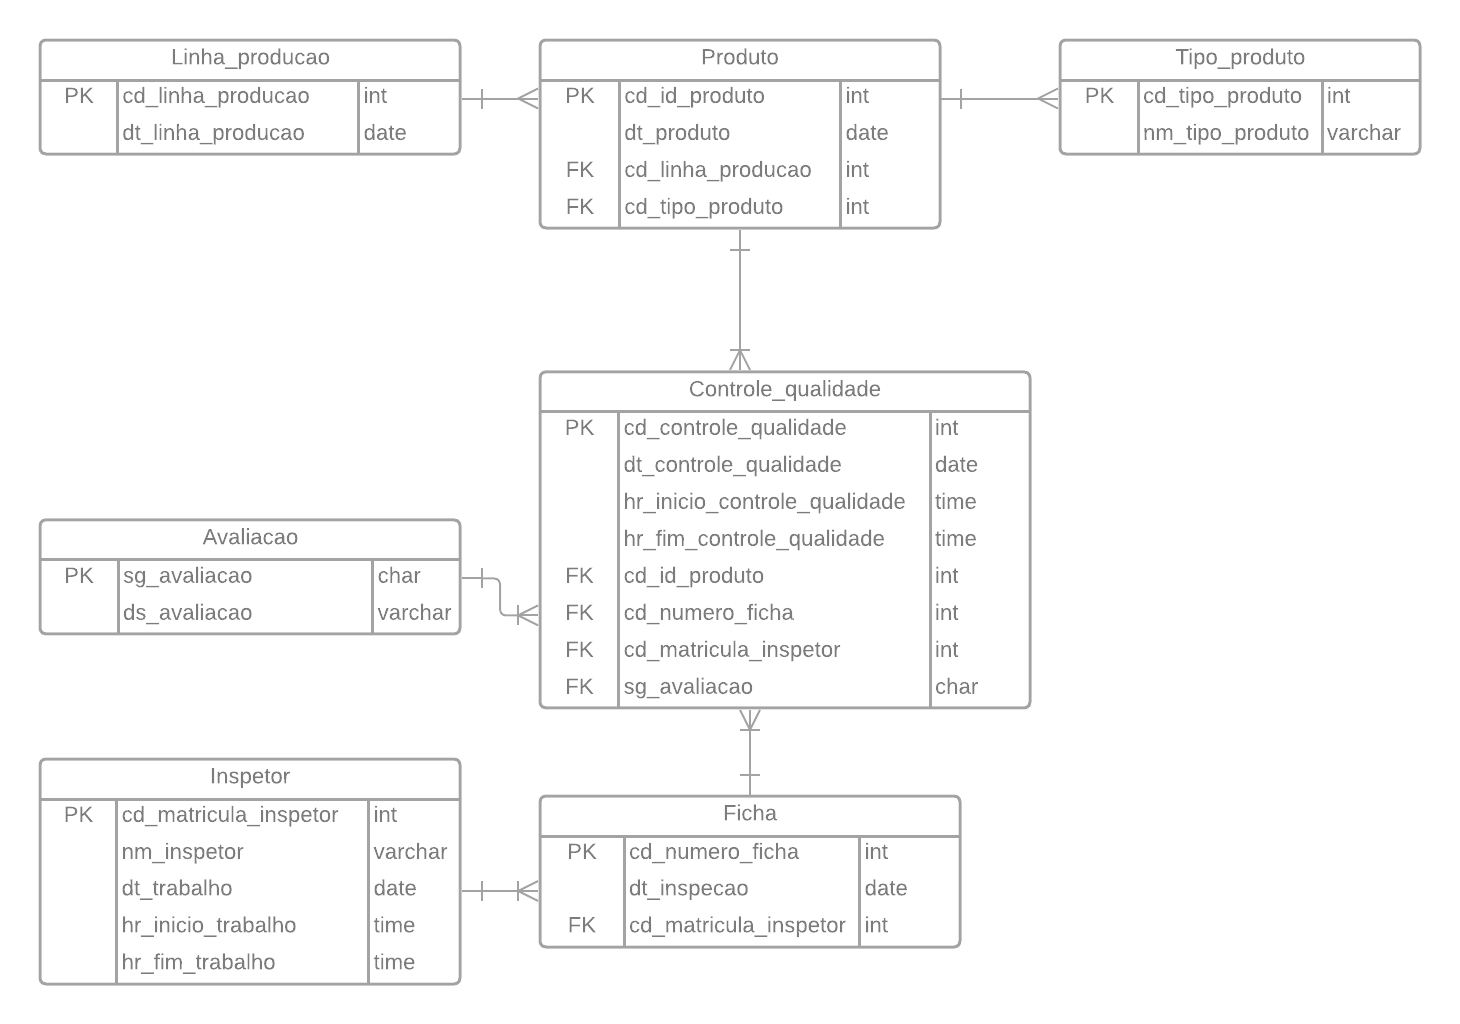 Linha_producao
PK cd_linha_producao int
dt_linha_producao date
Produto
PK cd_id_produto int
dt_produto date
FK cd_linha_producao int
FK cd_tipo_produto int
Tipo_produto
PK cd_tipo_produto int
nm_tipo_produto varchar
Controle_qualidade
PK cd_controle_qualidade int
dt_controle_qualidade date
hr_inicio_controle_qualidade time
hr_fim_controle_qualidade time
FK cd_id_produto int
FK cd_numero_ficha int
FK cd_matricula_inspetor int
FK sg_avaliacao char
Avaliacao
PK sg_avaliacao char
ds_avaliacao varchar
Inspetor
PK cd_matricula_inspetor int
nm_inspetor varchar
dt_trabalho date
hr_inicio_trabalho time
hr_fim_trabalho time
Ficha
PK cd_numero_ficha int
dt_inspecao date
FK cd_matricula_inspetor int